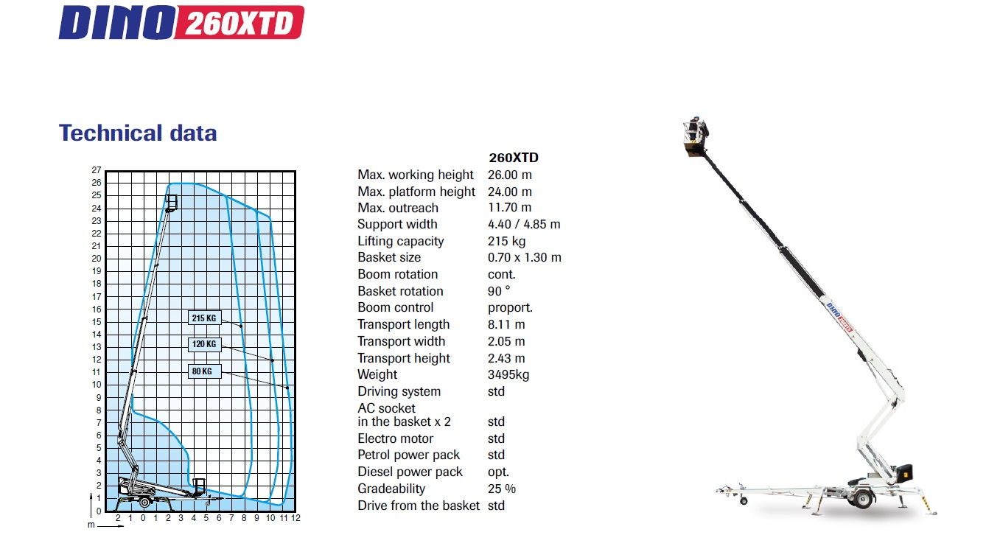 DINO 260XTD
Technical data
27
26
25
24
23
22
21
20
19
18
17
16
15
14
13
12
11
10
9
8
7
6
5
4
3
2
1
0
215 KG
120 KG
80 KG
2 1 0 1 2 3 4 5 6 7 8 9 10 11 12
m
260XTD
Max. working height 26.00 m
Max. platform height 24.00 m
Max. outreach 11.70 m
Support width 4.40 / 4.85 m
Lifting capacity 215 kg
Basket size 0.70 x 1.30 m
Boom rotation cont.
Basket rotation 90 °
Boom control proport.
Transport length 8.11 m
Transport width 2.05 m
Transport height 2.43 m
Weight 3495kg
Driving system std
AC socket
in the basket x 2 std
Electro motor std
Petrol power pack std
Diesel power pack opt.
Gradeability 25 %
Drive from the basket std
DINO